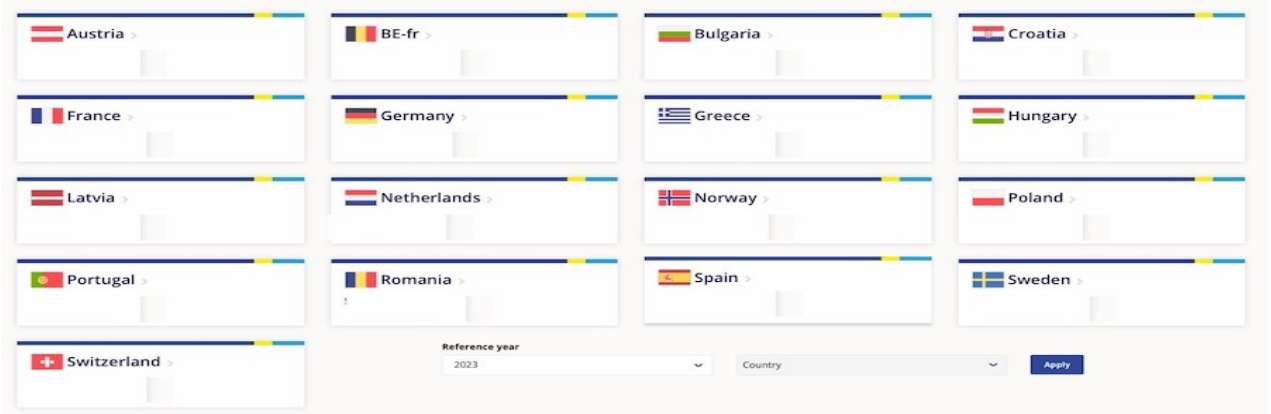 Austria >
BE-fr >
Bulgaria >
Croatia >
France >
Germany >
Greece >
Hungary >
Latvia >
Netherlands >
Norway >
Poland >
Portugal >
Romania >
Spain >
Sweden >
Switzerland >
Reference year
2023
Country
Apply